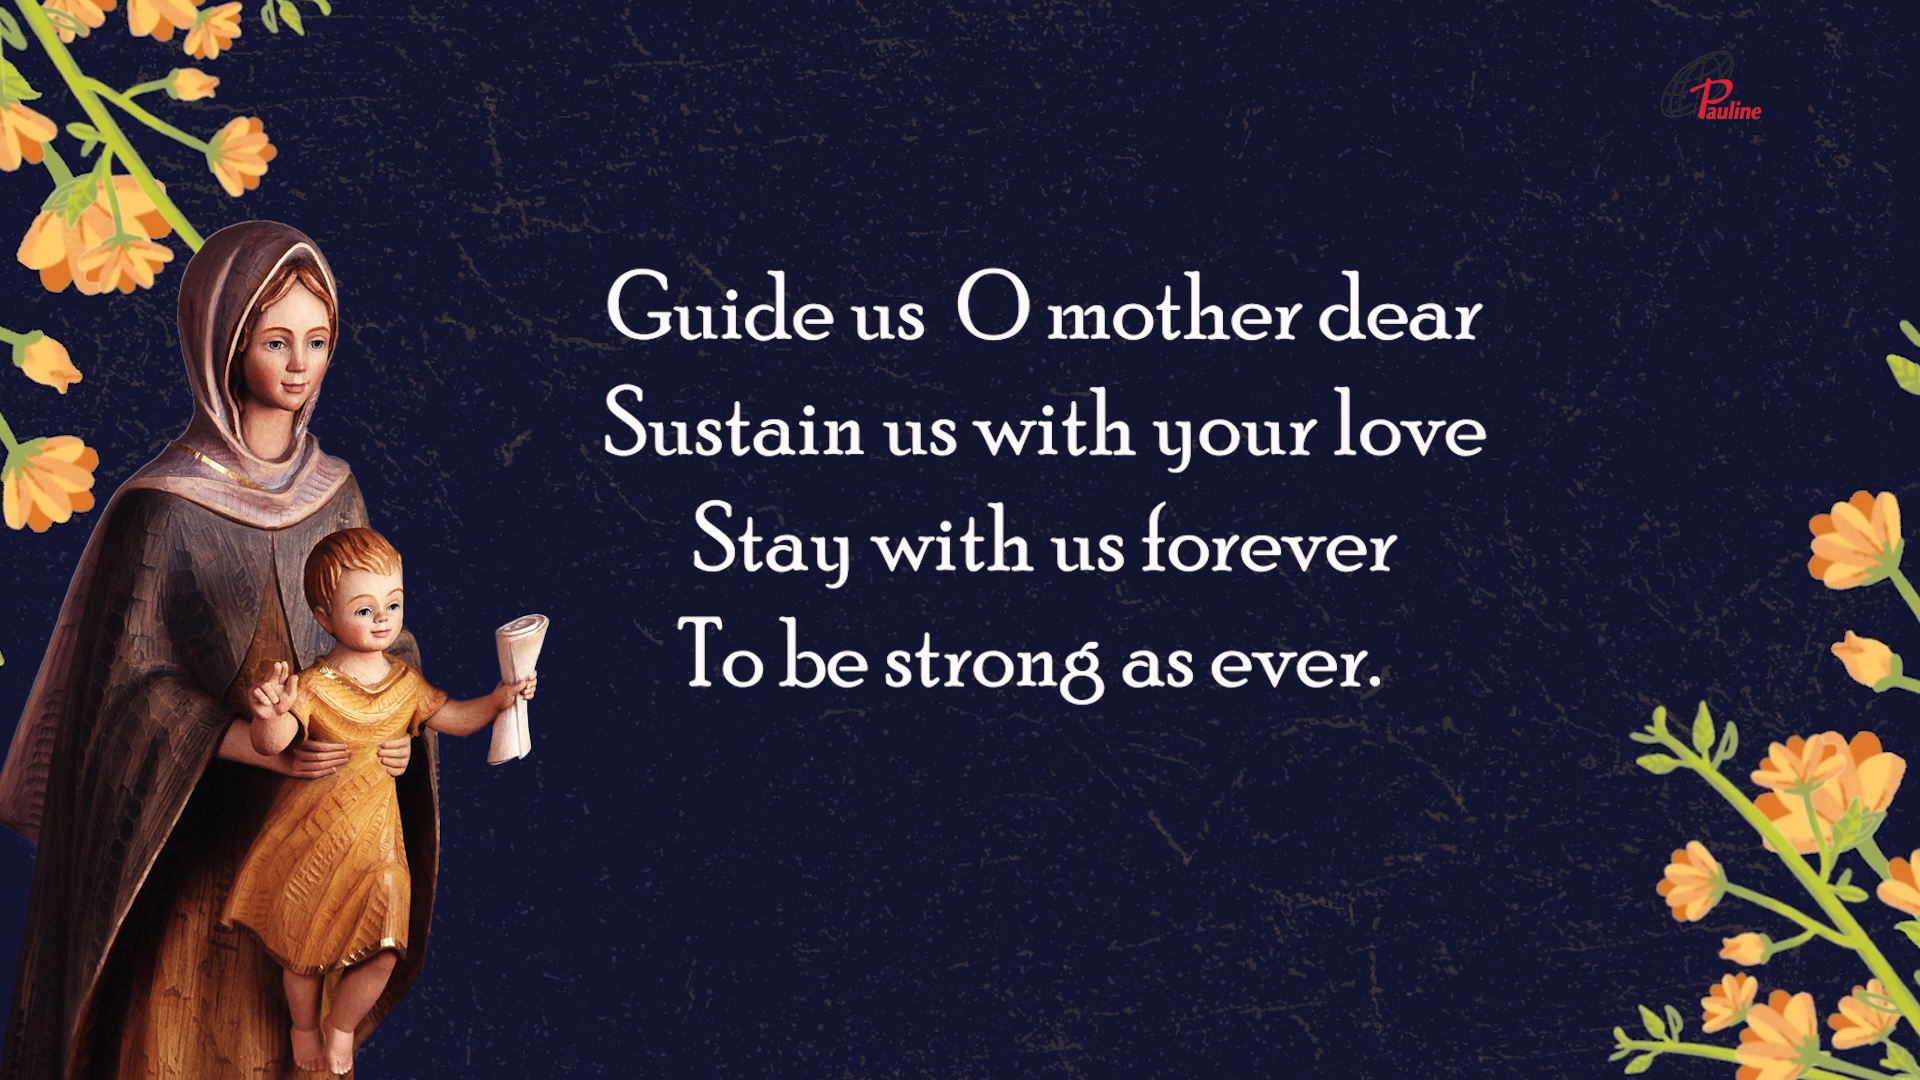 Pauline
Guide us O mother dear
Sustain us with your love
Stay with us forever
To be strong as ever.